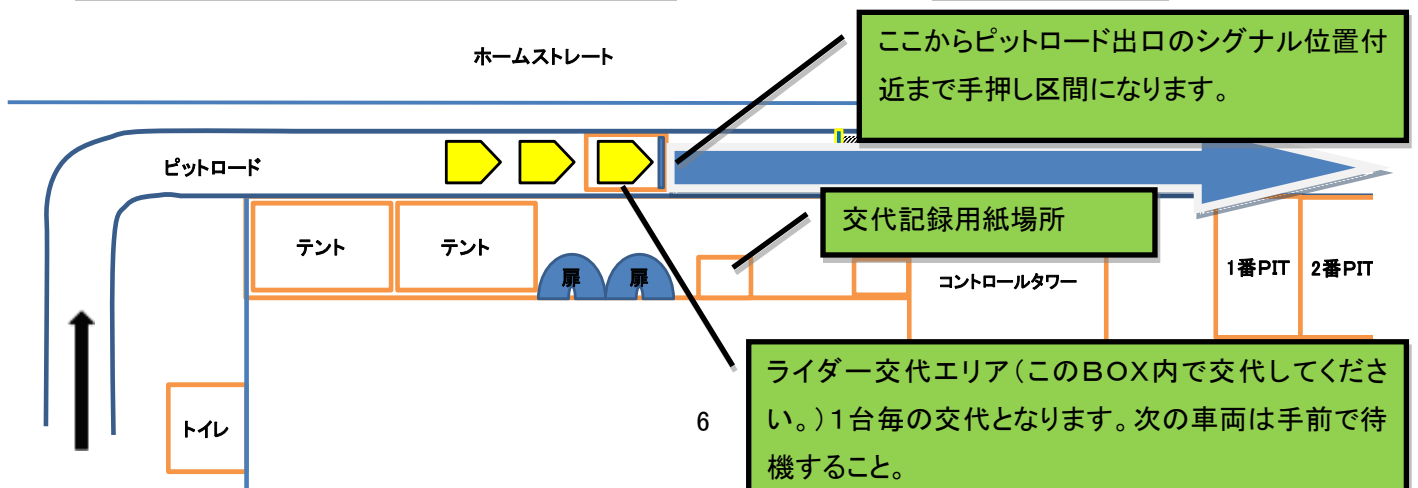 ここからピットロード出口のシグナル位置付
近まで手押し区間になります。
ホームストレート
ピットロード
交代記録用紙場所
テント
テント
扉
扉
コントロールタワー
1番PIT
2番PIT
ライダー交代エリア(このBOX内で交代してくださ
い。)1台毎の交代となります。次の車両は手前で待
機すること。
トイレ
6